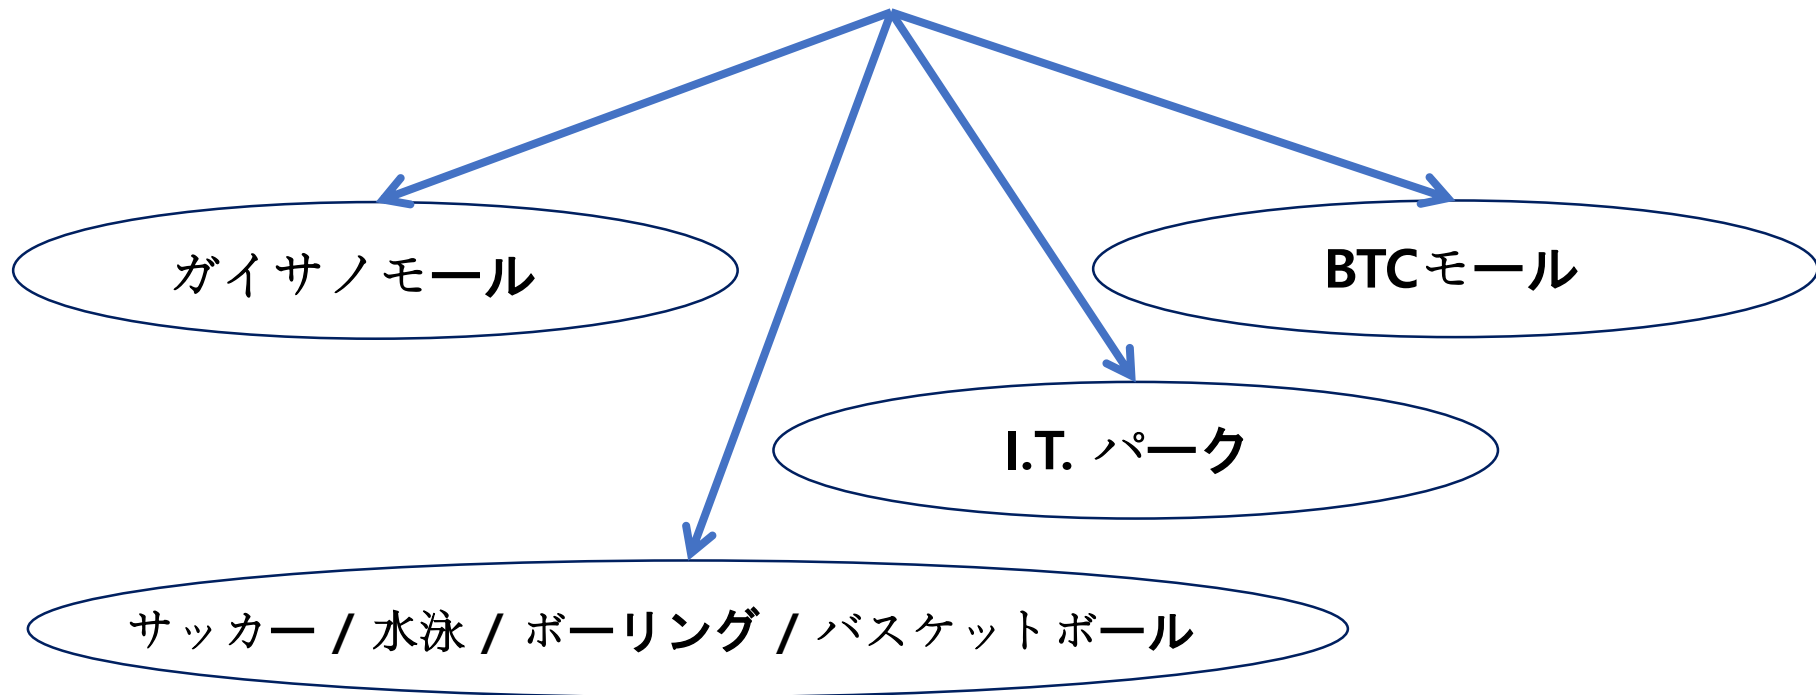 ガイサノモール
BTCモール
I.T. パーク
サッカー / 水泳 / ボーリング / バスケットボール